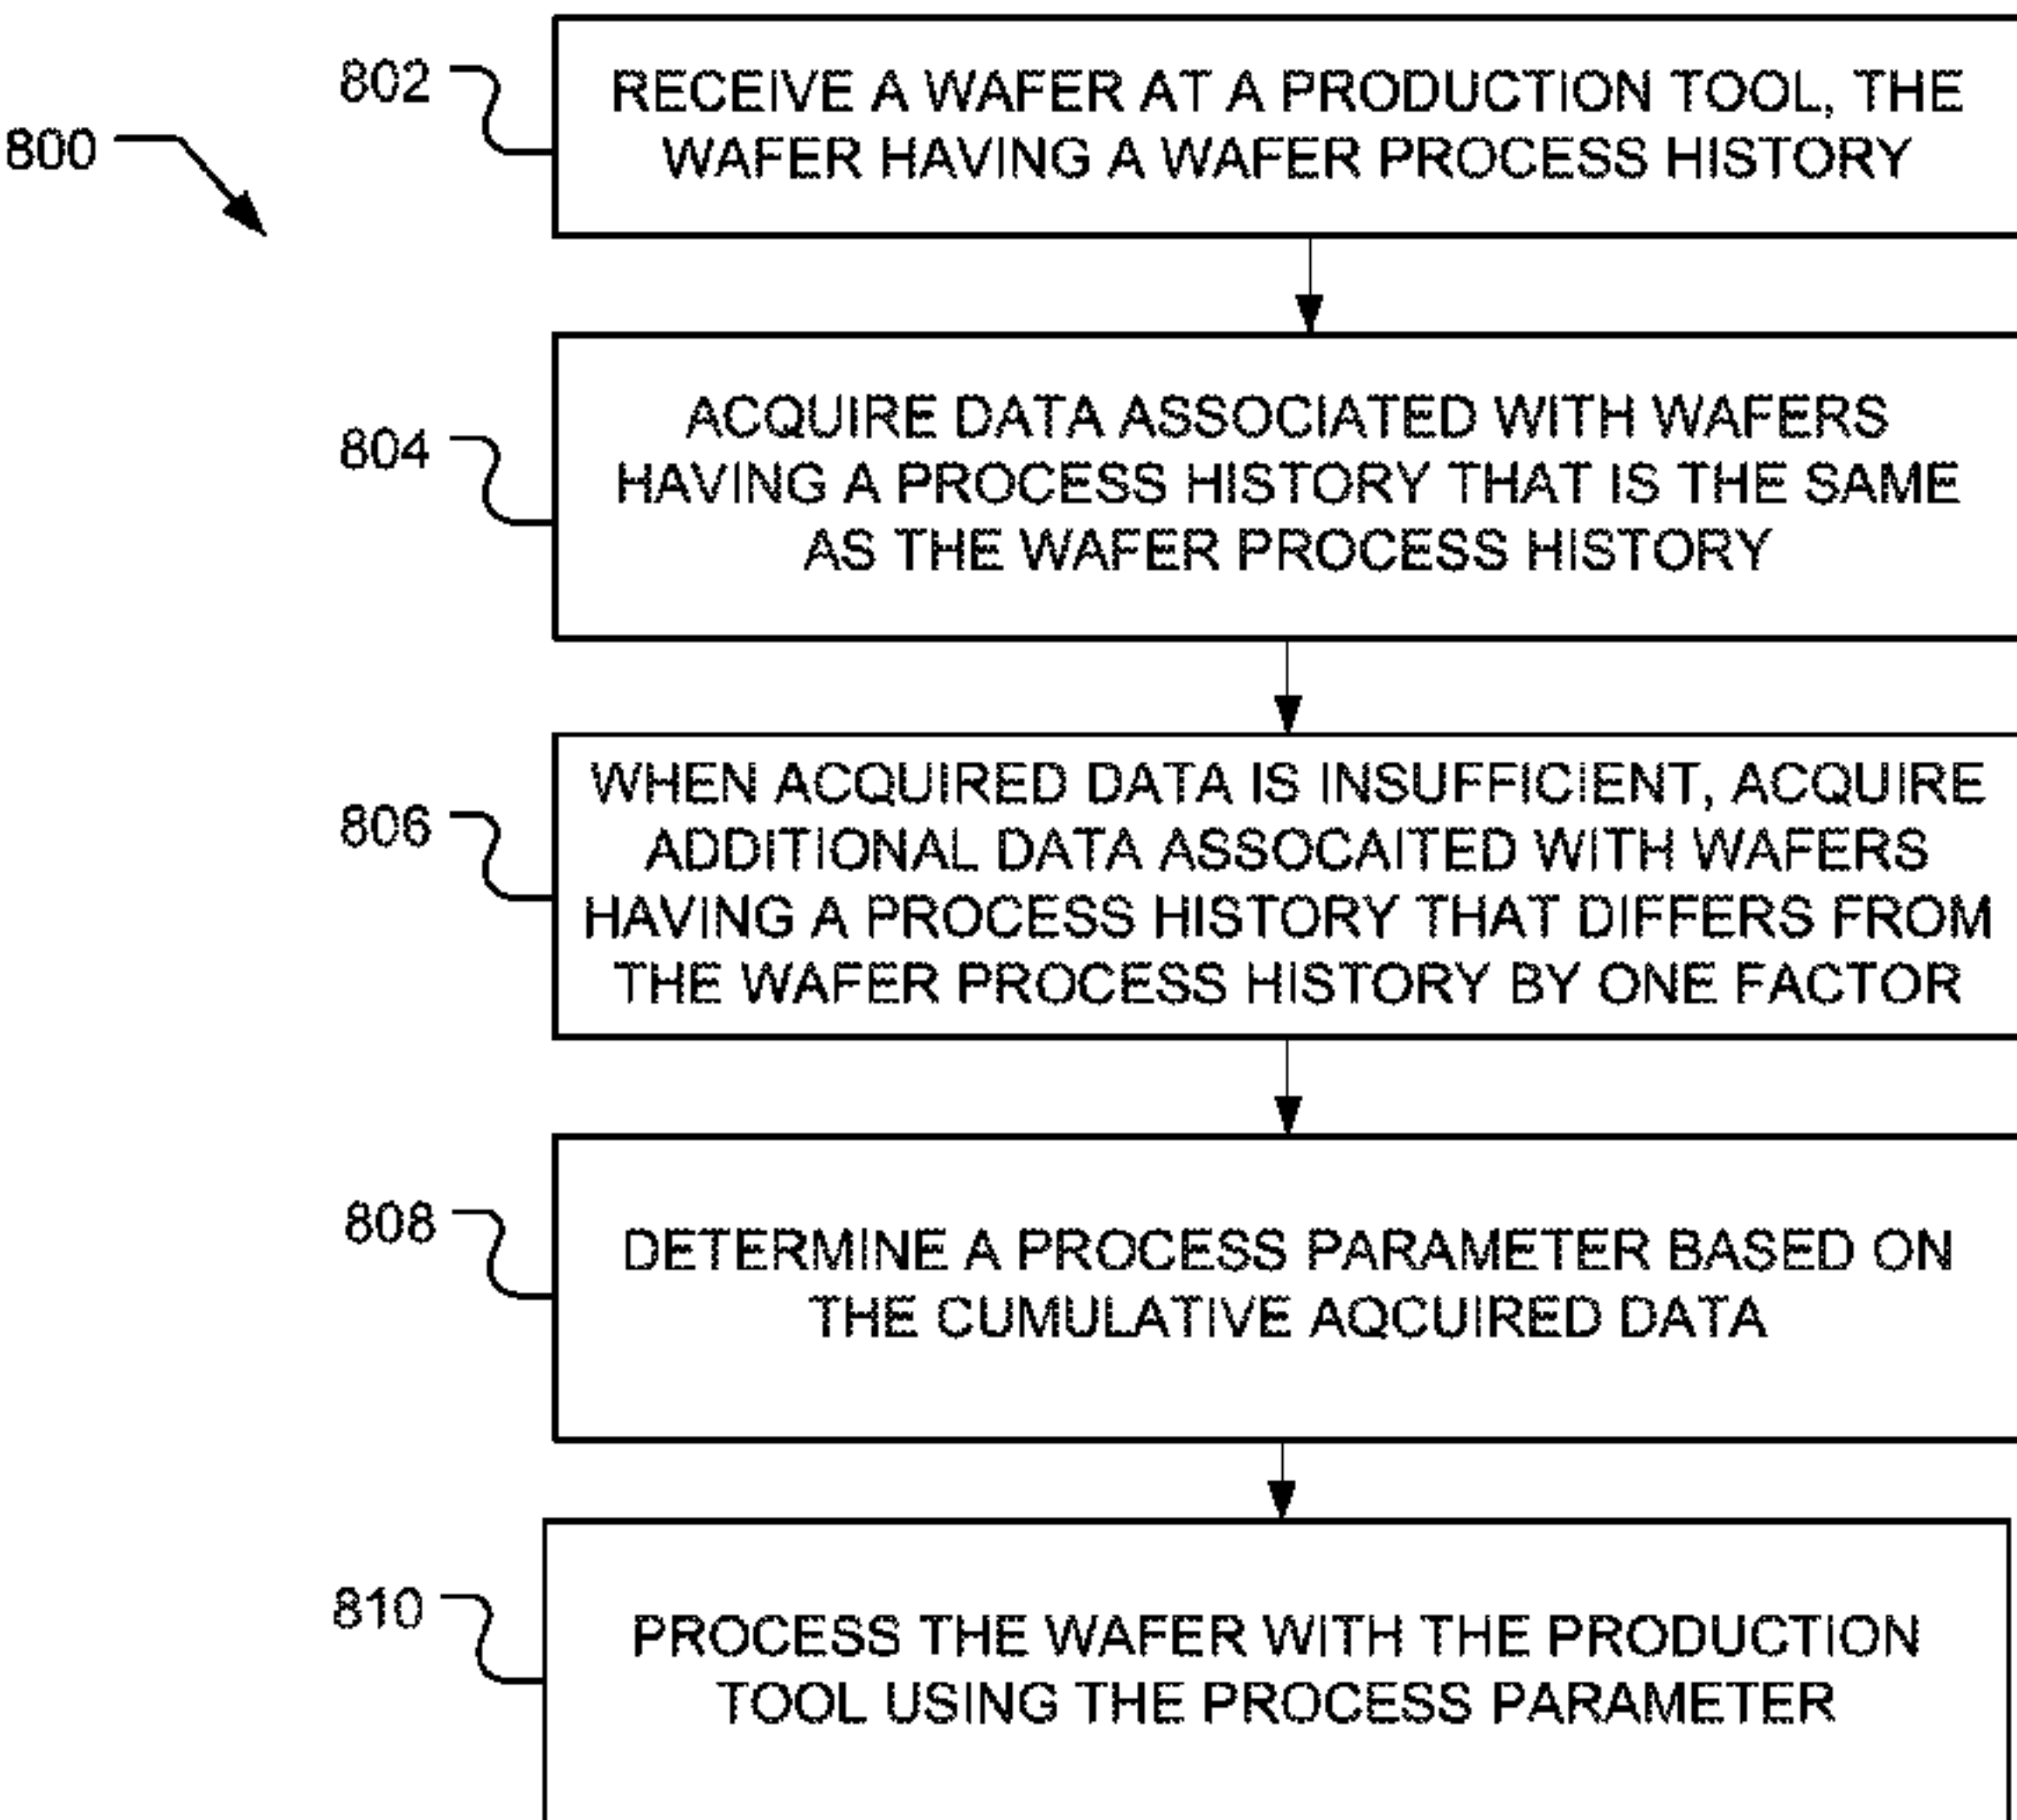 800
802
RECEIVE A WAFER AT A PRODUCTION TOOL, THE
WAFER HAVING A WAFER PROCESS HISTORY
804
ACQUIRE DATA ASSOCIATED WITH WAFERS
HAVING A PROCESS HISTORY THAT IS THE SAME
AS THE WAFER PROCESS HISTORY
806
WHEN ACQUIRED DATA IS INSUFFICIENT, ACQUIRE
ADDITIONAL DATA ASSOCAITED WITH WAFERS
HAVING A PROCESS HISTORY THAT DIFFERS FROM
THE WAFER PROCESS HISTORY BY ONE FACTOR
808
DETERMINE A PROCESS PARAMETER BASED ON
THE CUMULATIVE AQCUIRED DATA
810
PROCESS THE WAFER WITH THE PRODUCTION
TOOL USING THE PROCESS PARAMETER